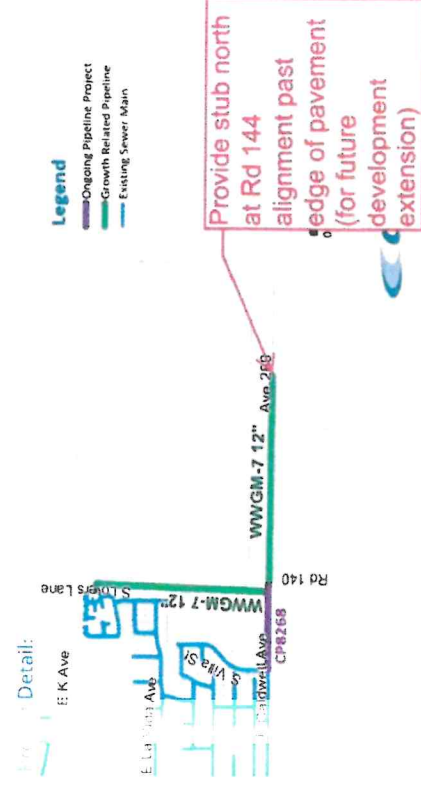 Detail:
E K Ave
S Lovers Lane
E La Vida Ave
WWGM-7 12"
S Villa St
Caldwell Ave
CP8268
Rd 140
WWGM-7 12"
Ave 280
Legend
Ongoing Pipeline Project
Growth Related Pipeline
Existing Sewer Main
Provide stub north
at Rd 144
alignment past
edge of pavement
(for future
development
extension)